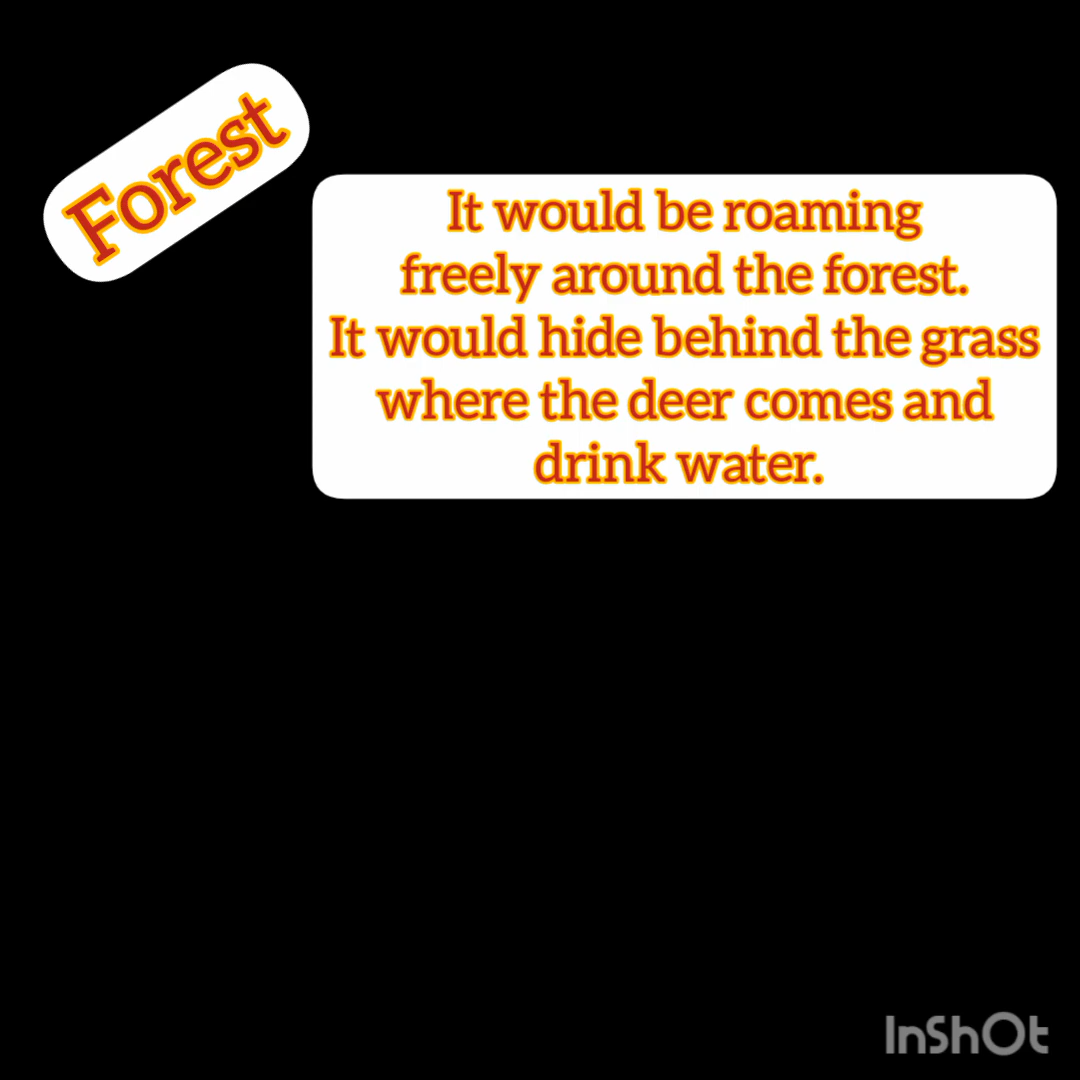 Forest
It would be roaming
freely around the forest.
It would hide behind the grass
where the deer comes and
drink water.
InShOt